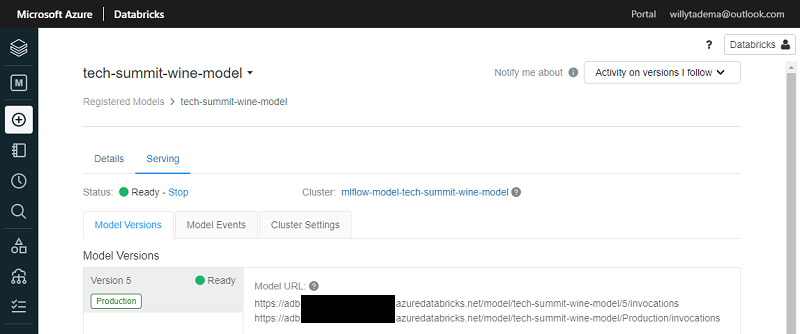 Microsoft Azure | Databricks Portal willytadema@outlook.com
? Databricks
tech-summit-wine-model
Notify me about Activity on versions I follow
Registered Models > tech-summit-wine-model
M
Details Serving
Status: Ready - Stop Cluster: mlflow-model-tech-summit-wine-model ?
Model Versions Model Events Cluster Settings
Model Versions
Version 5 Ready
Production
Model URL: ?
https://adb azuredatabricks.net/model/tech-summit-wine-model/5/invocations
https://adb azuredatabricks.net/model/tech-summit-wine-model/Production/invocations